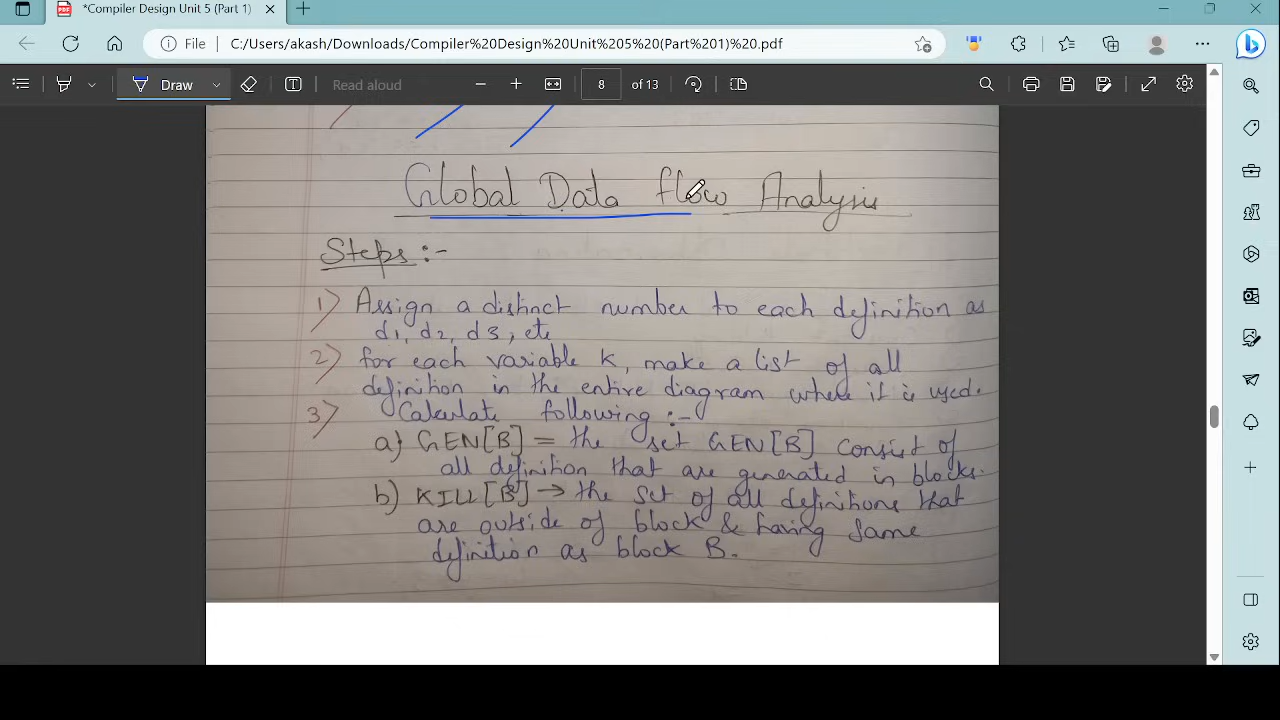 *Compiler Design Unit 5 (Part 1)
File
C:/Users/akash/Downloads/Compiler%20Design%20Unit%205%20(Part%201)%20.pdf
Draw
Read aloud
8 of 13
Global Data flow Analysis
Steps :-
1) Assign a distinct number to each definition as
d1, d2, d3, etc
2) for each variable K, make a list of all
definition in the entire diagram where it is used.
3) Calculate following :-
a) GEN[B] = the set GEN[B] consist of
all definition that are generated in blocks.
b) KILL[B] → the set of all definitions that
are outside of block & having same
definition as block B.